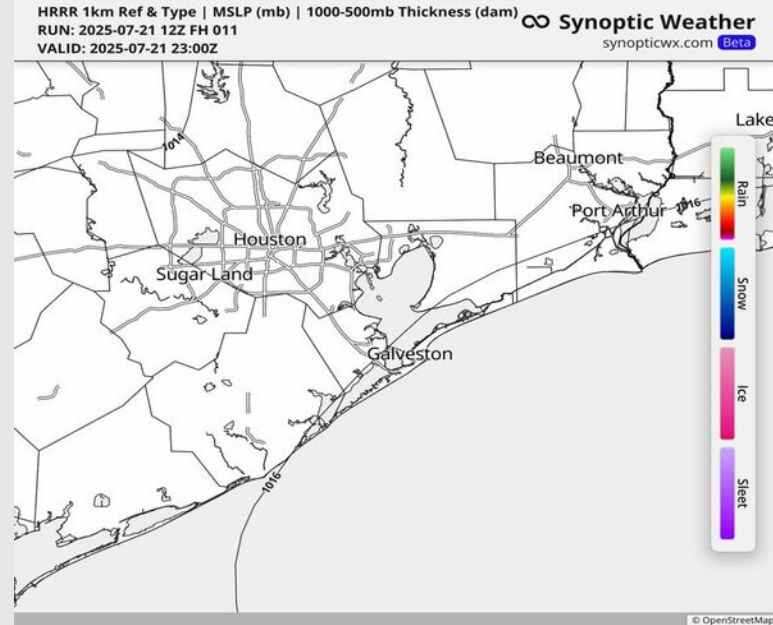 HRRR 1km Ref & Type | MSLP (mb) | 1000-500mb Thickness (dam)
RUN: 2025-07-21 12Z FH 011
VALID: 2025-07-21 23:00Z
Synoptic Weather
synopticwx.com Beta
Lake
1014
Beaumont
Rain
Port Arthur
1016
Houston
Sugar Land
Snow
Galveston
Ice
1016
Sleet
© OpenStreetMap